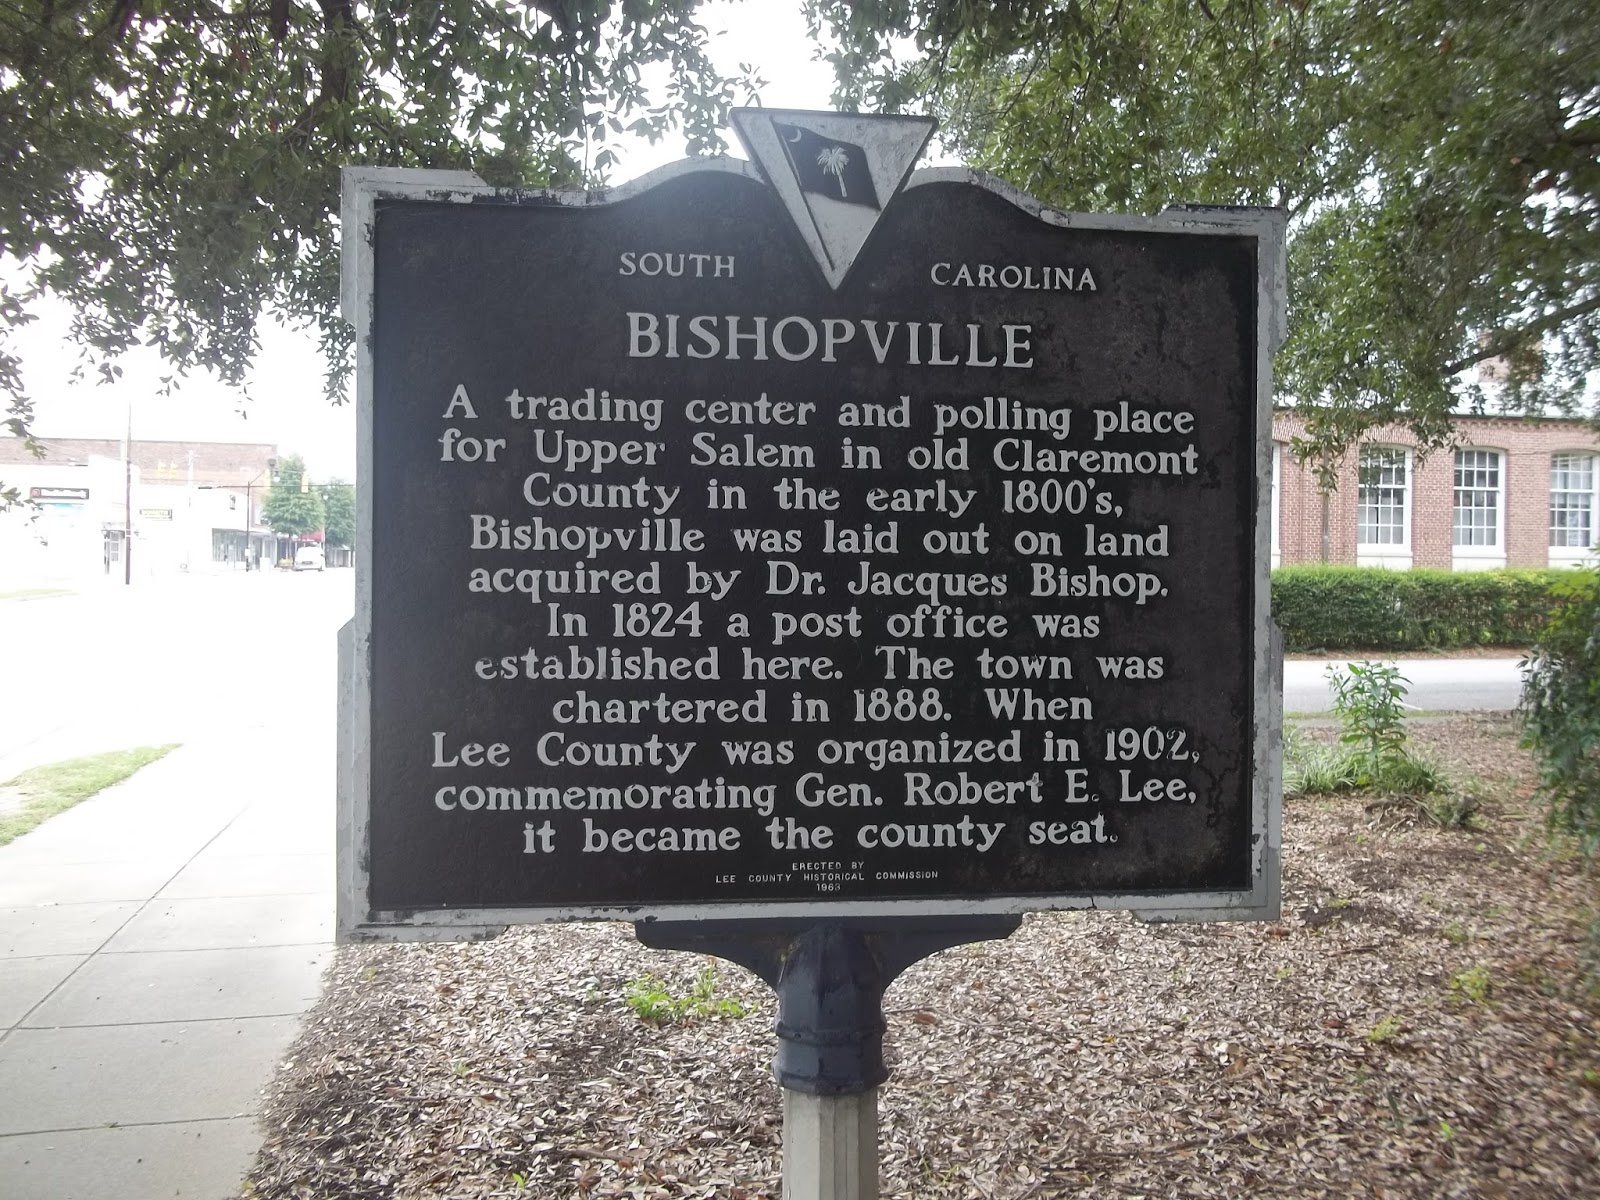 SOUTH CAROLINA
BISHOPVILLE
A trading center and polling place
for Upper Salem in old Claremont
County in the early 1800's,
Bishopville was laid out on land
acquired by Dr. Jacques Bishop.
In 1824 a post office was
established here. The town was
chartered in 1888. When
Lee County was organized in 1902,
commemorating Gen. Robert E. Lee,
it became the county seat.
ERECTED BY
LEE COUNTY HISTORICAL COMMISSION
1963